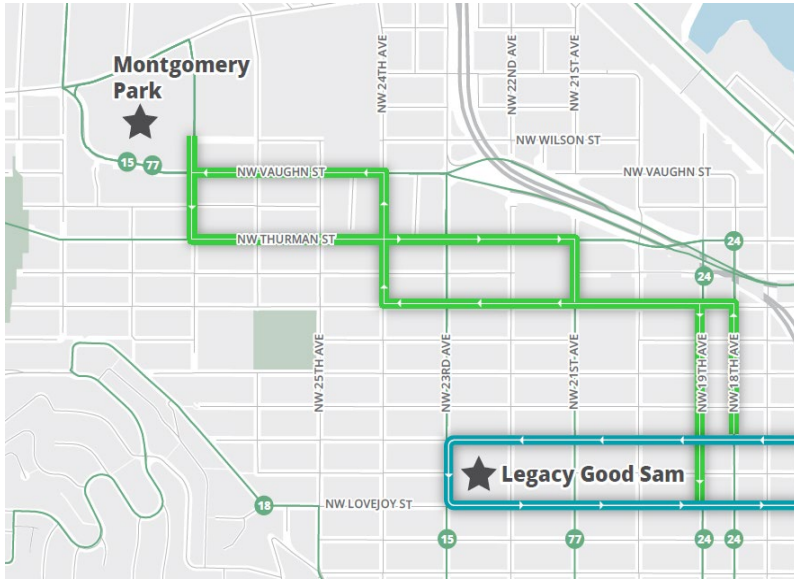 Montgomery
Park
NW 24TH AVE
NW 22ND AVE
NW 21ST AVE
NW WILSON ST
15
77
NW VAUGHN ST
NW VAUGHN ST
NW THURMAN ST
24
24
NW 25TH AVE
NW 23RD AVE
NW 21ST AVE
NW 19TH AVE
NW 18TH AVE
Legacy Good Sam
18
NW LOVEJOY ST
15
77
24
24